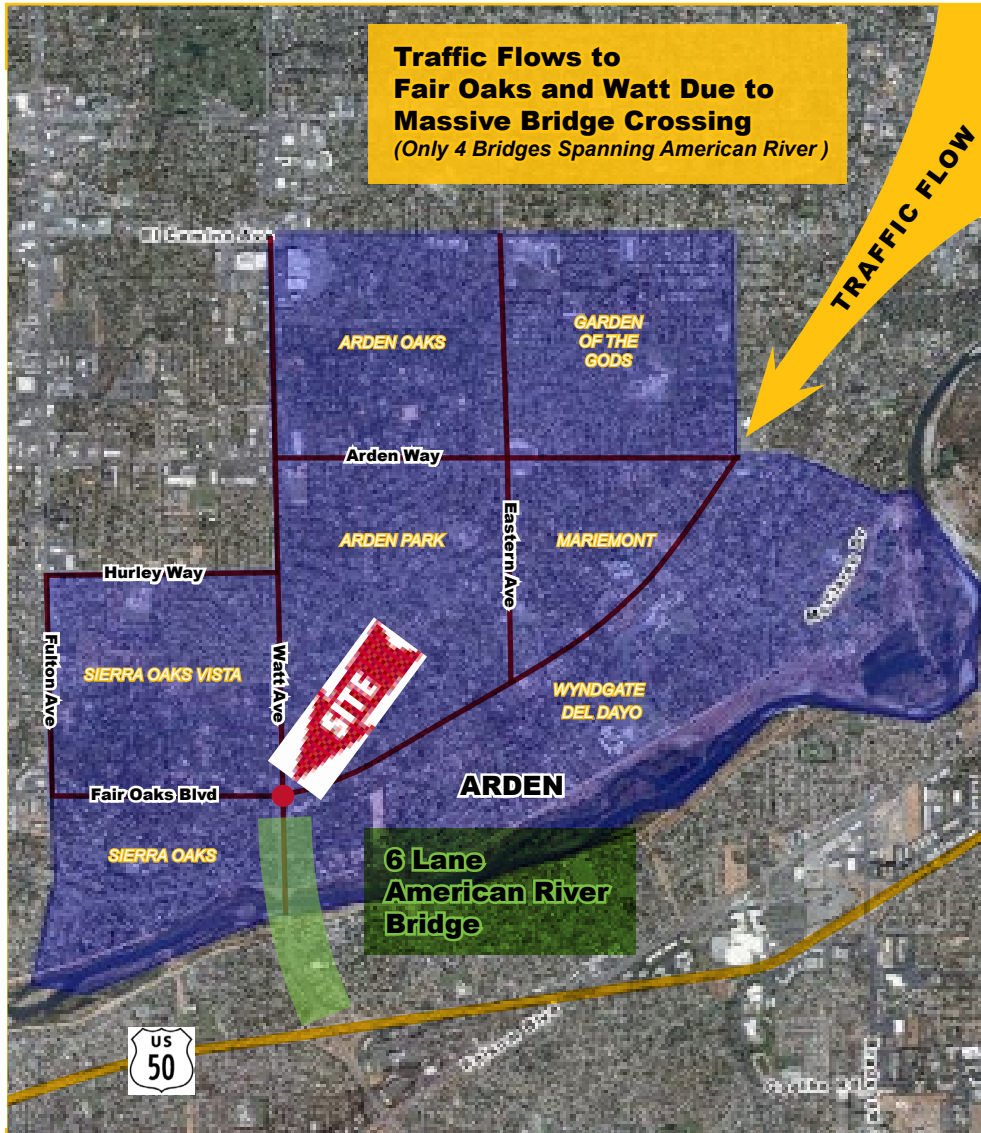 Traffic Flows to
Fair Oaks and Watt Due to
Massive Bridge Crossing
(Only 4 Bridges Spanning American River )
TRAFFIC FLOW
El Camino Ave
ARDEN OAKS
GARDEN
OF THE
GODS
Arden Way
ARDEN PARK
Eastern Ave
MARIEMONT
Hurley Way
Fulton Ave
SIERRA OAKS VISTA
Watt Ave
SITE
WYNDGATE
DEL DAYO
Fair Oaks Blvd
ARDEN
SIERRA OAKS
6 Lane
American River
Bridge
US
50